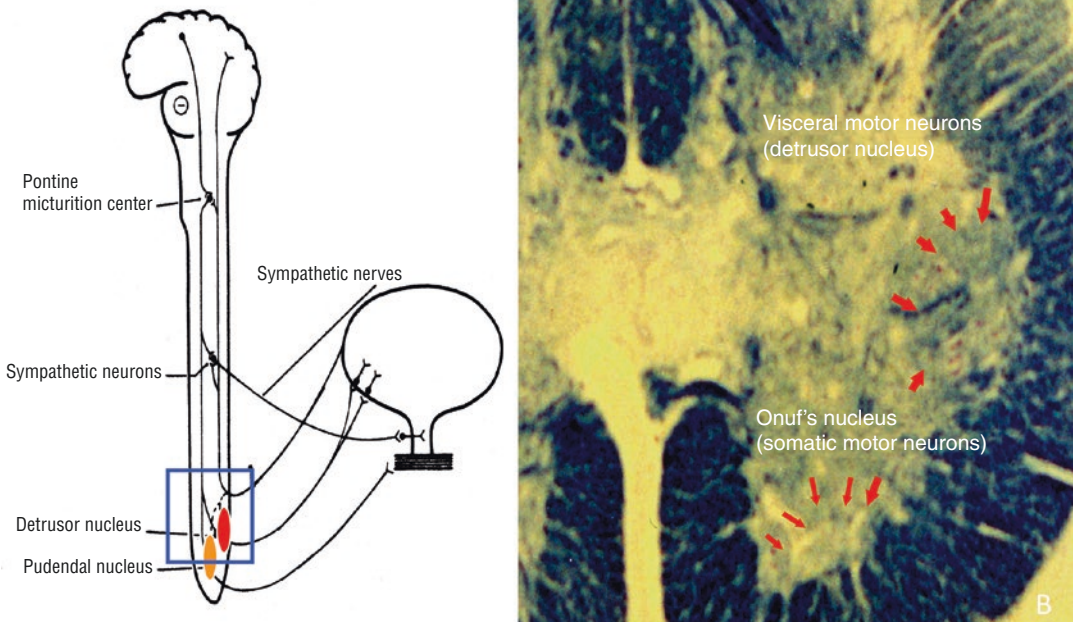 Pontine
micturition center
Sympathetic nerves
Sympathetic neurons
Detrusor nucleus
Pudendal nucleus
Visceral motor neurons
(detrusor nucleus)
Onuf's nucleus
(somatic motor neurons)
B